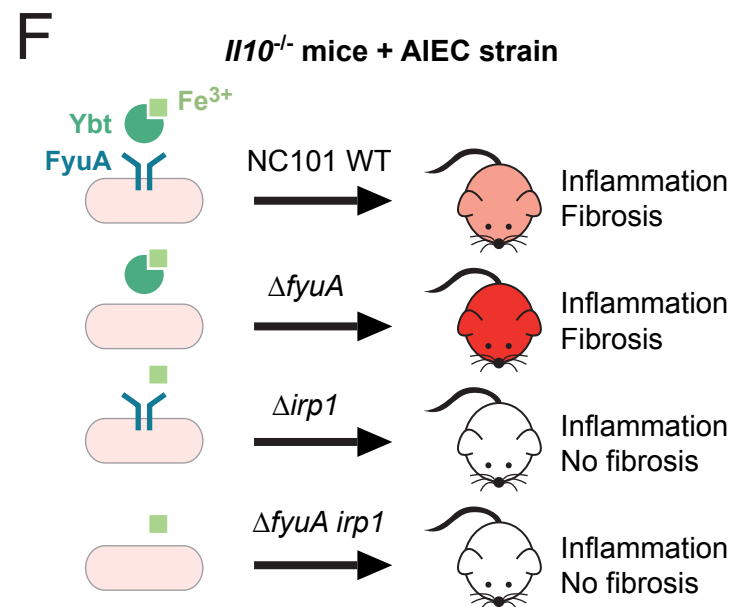 F
Il10-/- mice + AIEC strain
Fe3+
Ybt
FyuA
NC101 WT
Inflammation
Fibrosis
ΔfyuA
Inflammation
Fibrosis
Δirp1
Inflammation
No fibrosis
ΔfyuA irp1
Inflammation
No fibrosis